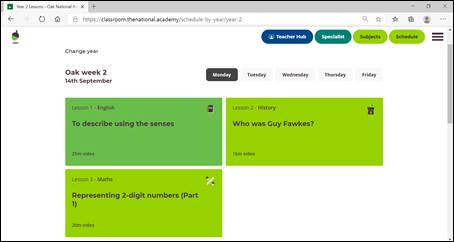 Year 2 Lessons - Oak National A
https://classroom.thenational.academy/schedule-by-year/year-2
Teacher Hub
Specialist
Subjects
Schedule
Change year
Oak week 2
14th September
Monday
Tuesday
Wednesday
Thursday
Friday
Lesson 1 - English
To describe using the senses
25m video
Lesson 2 - History
Who was Guy Fawkes?
16m video
Lesson 3 - Maths
Representing 2-digit numbers (Part
1)
20m video